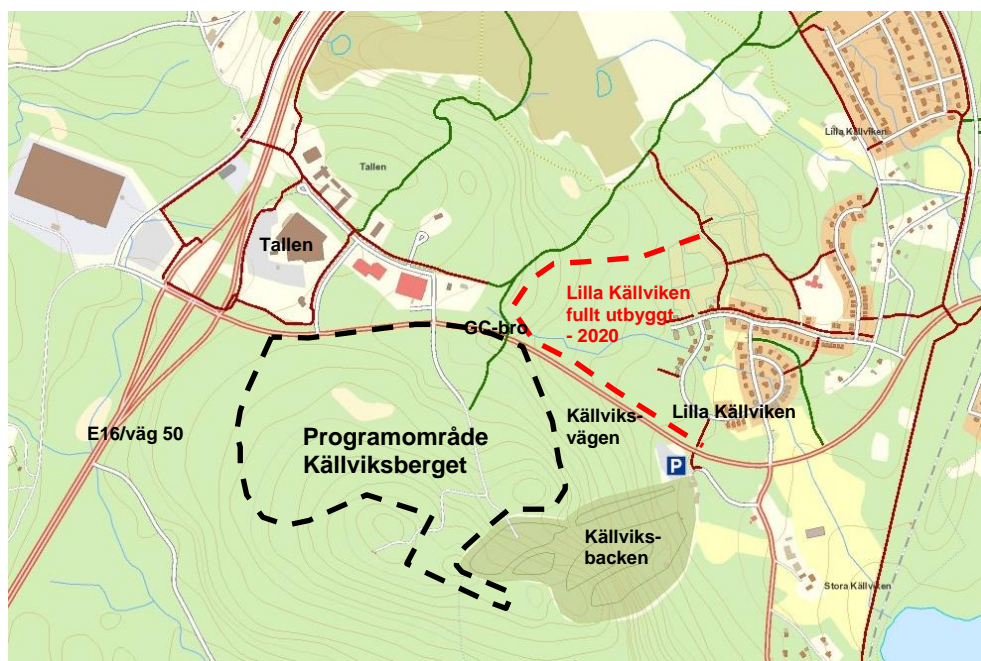 Lilla Källviken
Tallen
Tallen
Lilla Källviken
fullt utbyggt
- 2020
GC-bro
Källviks-
vägen
Lilla Källviken
E16/väg 50
Programområde
Källviksberget
P
Källviks-
backen
Stora Källviken